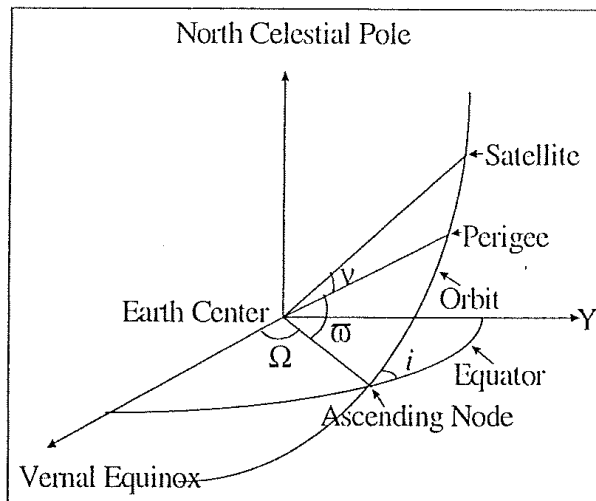 North Celestial Pole
Satellite
Perigee
ν
Orbit
Earth Center
Y
Ω
ϖ
i
Equator
Ascending Node
Vernal Equinox